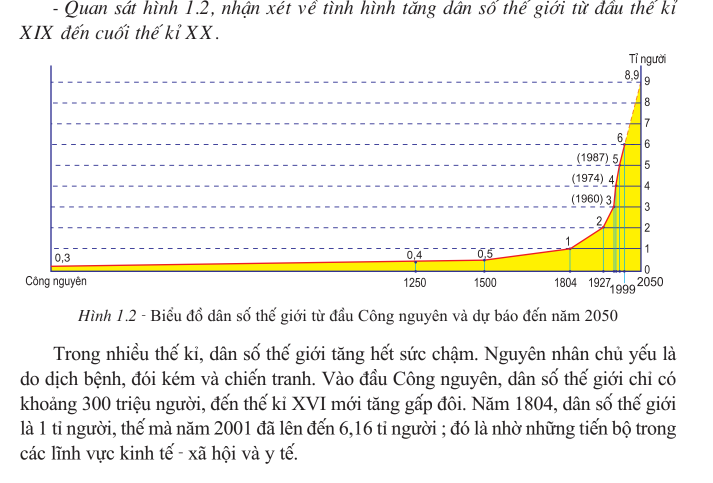 - Quan sát hình 1.2, nhận xét về tình hình tăng dân số thế giới từ đầu thế kỉ
XIX đến cuối thế kỉ XX.
Tỉ người
8,9
9
8
7
6
6
(1987) 5
5
(1974) 4
4
(1960) 3
3
2
2
1
1
0,3
0,4
0,5
0
Công nguyên
1250
1500
1804
1927
1999
2050
Hình 1.2 - Biểu đồ dân số thế giới từ đầu Công nguyên và dự báo đến năm 2050
Trong nhiều thế kỉ, dân số thế giới tăng hết sức chậm. Nguyên nhân chủ yếu là
do dịch bệnh, đói kém và chiến tranh. Vào đầu Công nguyên, dân số thế giới chỉ có
khoảng 300 triệu người, đến thế kỉ XVI mới tăng gấp đôi. Năm 1804, dân số thế giới
là 1 tỉ người, thế mà năm 2001 đã lên đến 6,16 tỉ người ; đó là nhờ những tiến bộ trong
các lĩnh vực kinh tế - xã hội và y tế.